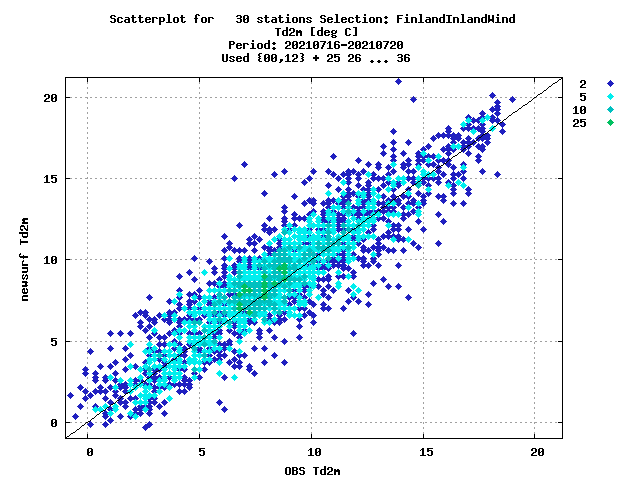 Scatterplot for   30 stations Selection: FinlandInlandWind
Td2m [deg C]
Period: 20210716-20210720
Used {00,12} + 25 26 ... 36
2
5
10
25
20
15
10
5
0
newsurf Td2m
0 5 10 15 20
OBS Td2m